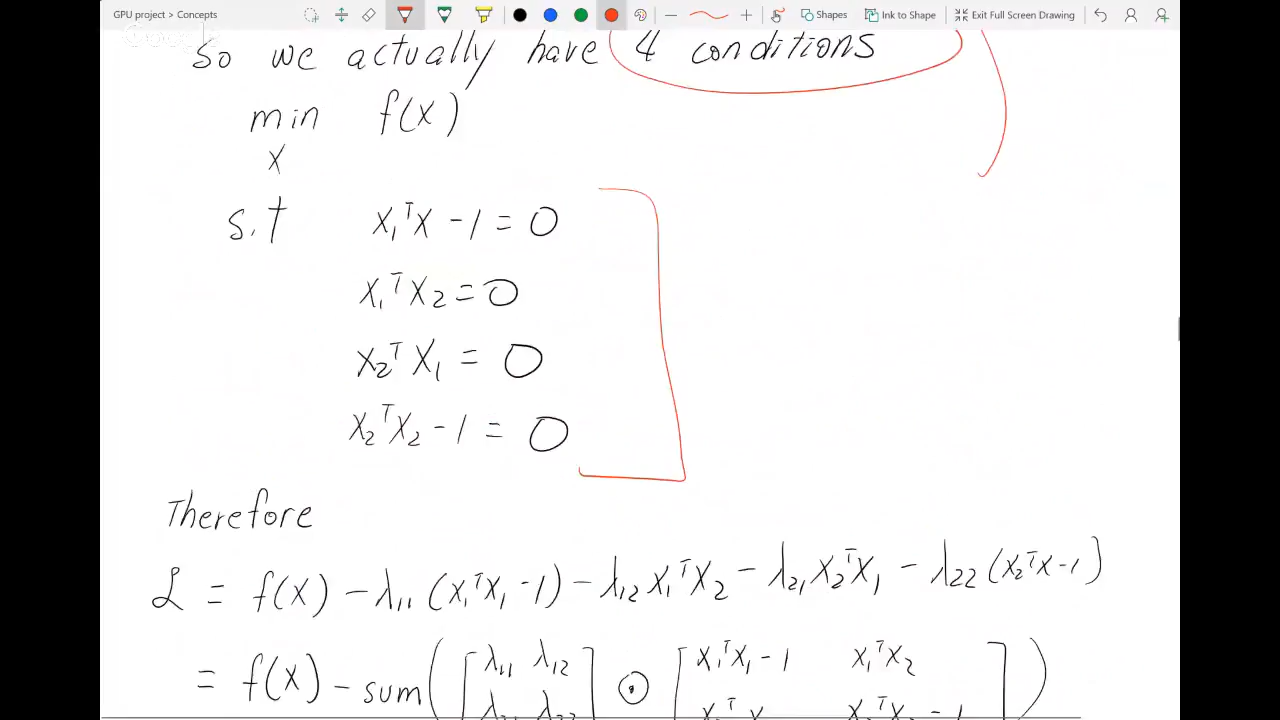 GPU project > Concepts
Shapes
Ink to Shape
Exit Full Screen Drawing
Google
So we actually have 4 conditions
min f(x)
x
s.t x₁ᵀx - 1 = 0
x₁ᵀx₂ = 0
x₂ᵀx₁ = 0
x₂ᵀx₂ - 1 = 0
Therefore
ℒ = f(x) - λ₁₁ (x₁ᵀx₁ - 1) - λ₁₂ x₁ᵀx₂ - λ₂₁ x₂ᵀx₁ - λ₂₂ (x₂ᵀx - 1)
= f(x) - sum ( [ λ₁₁ λ₁₂ ] ⊙ [ x₁ᵀx₁ - 1 x₁ᵀx₂ ] )